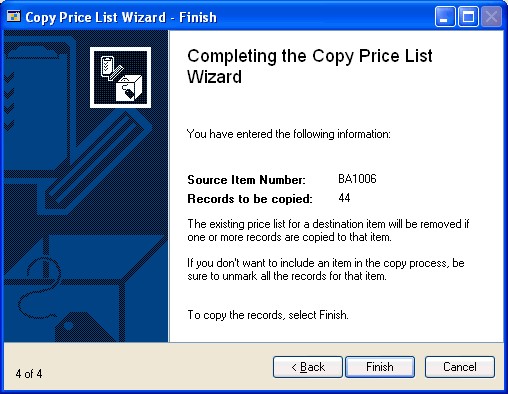 Copy Price List Wizard - Finish
Completing the Copy Price List
Wizard
You have entered the following information:
Source Item Number: BA1006
Records to be copied: 44
The existing price list for a destination item will be removed if
one or more records are copied to that item.
If you don't want to include an item in the copy process, be
sure to unmark all the records for that item.
To copy the records, select Finish.
4 of 4
< Back
Finish
Cancel